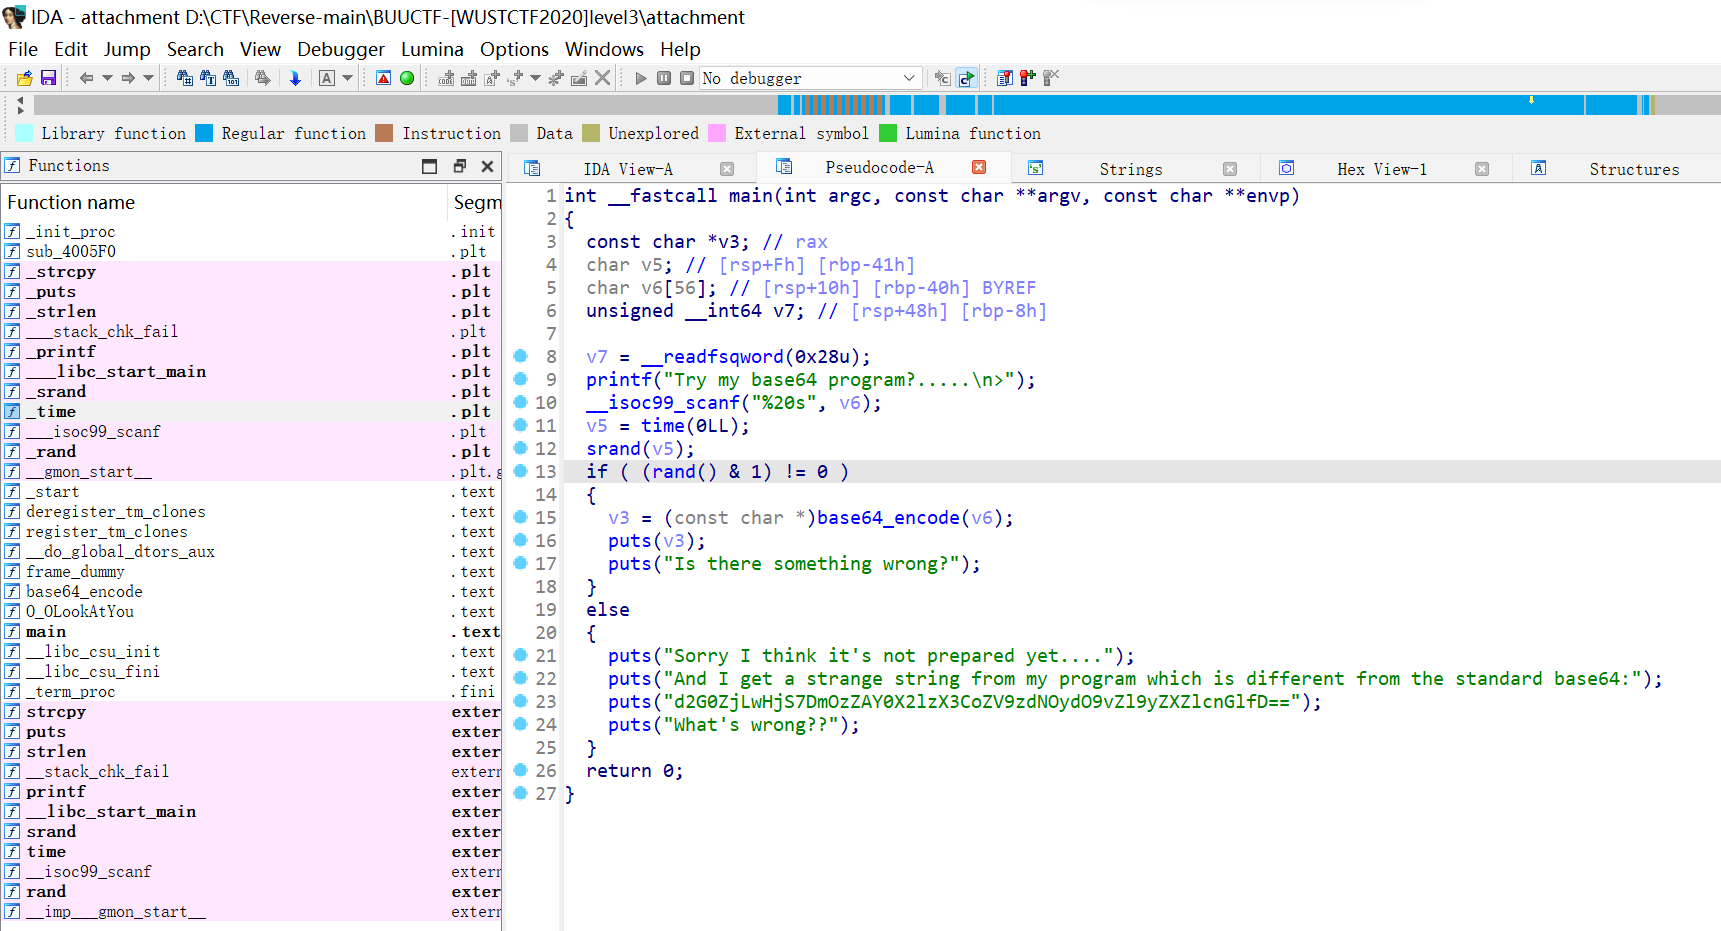 IDA - attachment D:\CTF\Reverse-main\BUUCTF-[WUSTCTF2020]level3\attachment
File Edit Jump Search View Debugger Lumina Options Windows Help
No debugger
Library function Regular function Instruction Data Unexplored External symbol Lumina function
Functions
Function name Segm
_init_proc .init
sub_4005F0 .plt
_strcpy .plt
_puts .plt
_strlen .plt
___stack_chk_fail .plt
_printf .plt
___libc_start_main .plt
_srand .plt
_time .plt
___isoc99_scanf .plt
_rand .plt
__gmon_start__ .plt.g
_start .text
deregister_tm_clones .text
register_tm_clones .text
__do_global_dtors_aux .text
frame_dummy .text
base64_encode .text
O_OLookAtYou .text
main .text
__libc_csu_init .text
__libc_csu_fini .text
_term_proc .fini
strcpy exter
puts exter
strlen exter
__stack_chk_fail extern
printf exter
__libc_start_main exter
srand exter
time exter
__isoc99_scanf extern
rand exter
__imp___gmon_start__ extern
IDA View-A Pseudocode-A Strings Hex View-1 Structures
1 int __fastcall main(int argc, const char **argv, const char **envp)
2 {
3 const char *v3; // rax
4 char v5; // [rsp+Fh] [rbp-41h]
5 char v6[56]; // [rsp+10h] [rbp-40h] BYREF
6 unsigned __int64 v7; // [rsp+48h] [rbp-8h]
7
8 v7 = __readfsqword(0x28u);
9 printf("Try my base64 program?.....\n>");
10 __isoc99_scanf("%20s", v6);
11 v5 = time(0LL);
12 srand(v5);
13 if ( (rand() & 1) != 0 )
14 {
15 v3 = (const char *)base64_encode(v6);
16 puts(v3);
17 puts("Is there something wrong?");
18 }
19 else
20 {
21 puts("Sorry I think it's not prepared yet....");
22 puts("And I get a strange string from my program which is different from the standard base64:");
23 puts("d2G0ZjLwHjS7DmOzZAY0X2lzX3CoZV9zdNOydO9vZl9yZXZlcnGlfD==");
24 puts("What's wrong??");
25 }
26 return 0;
27 }